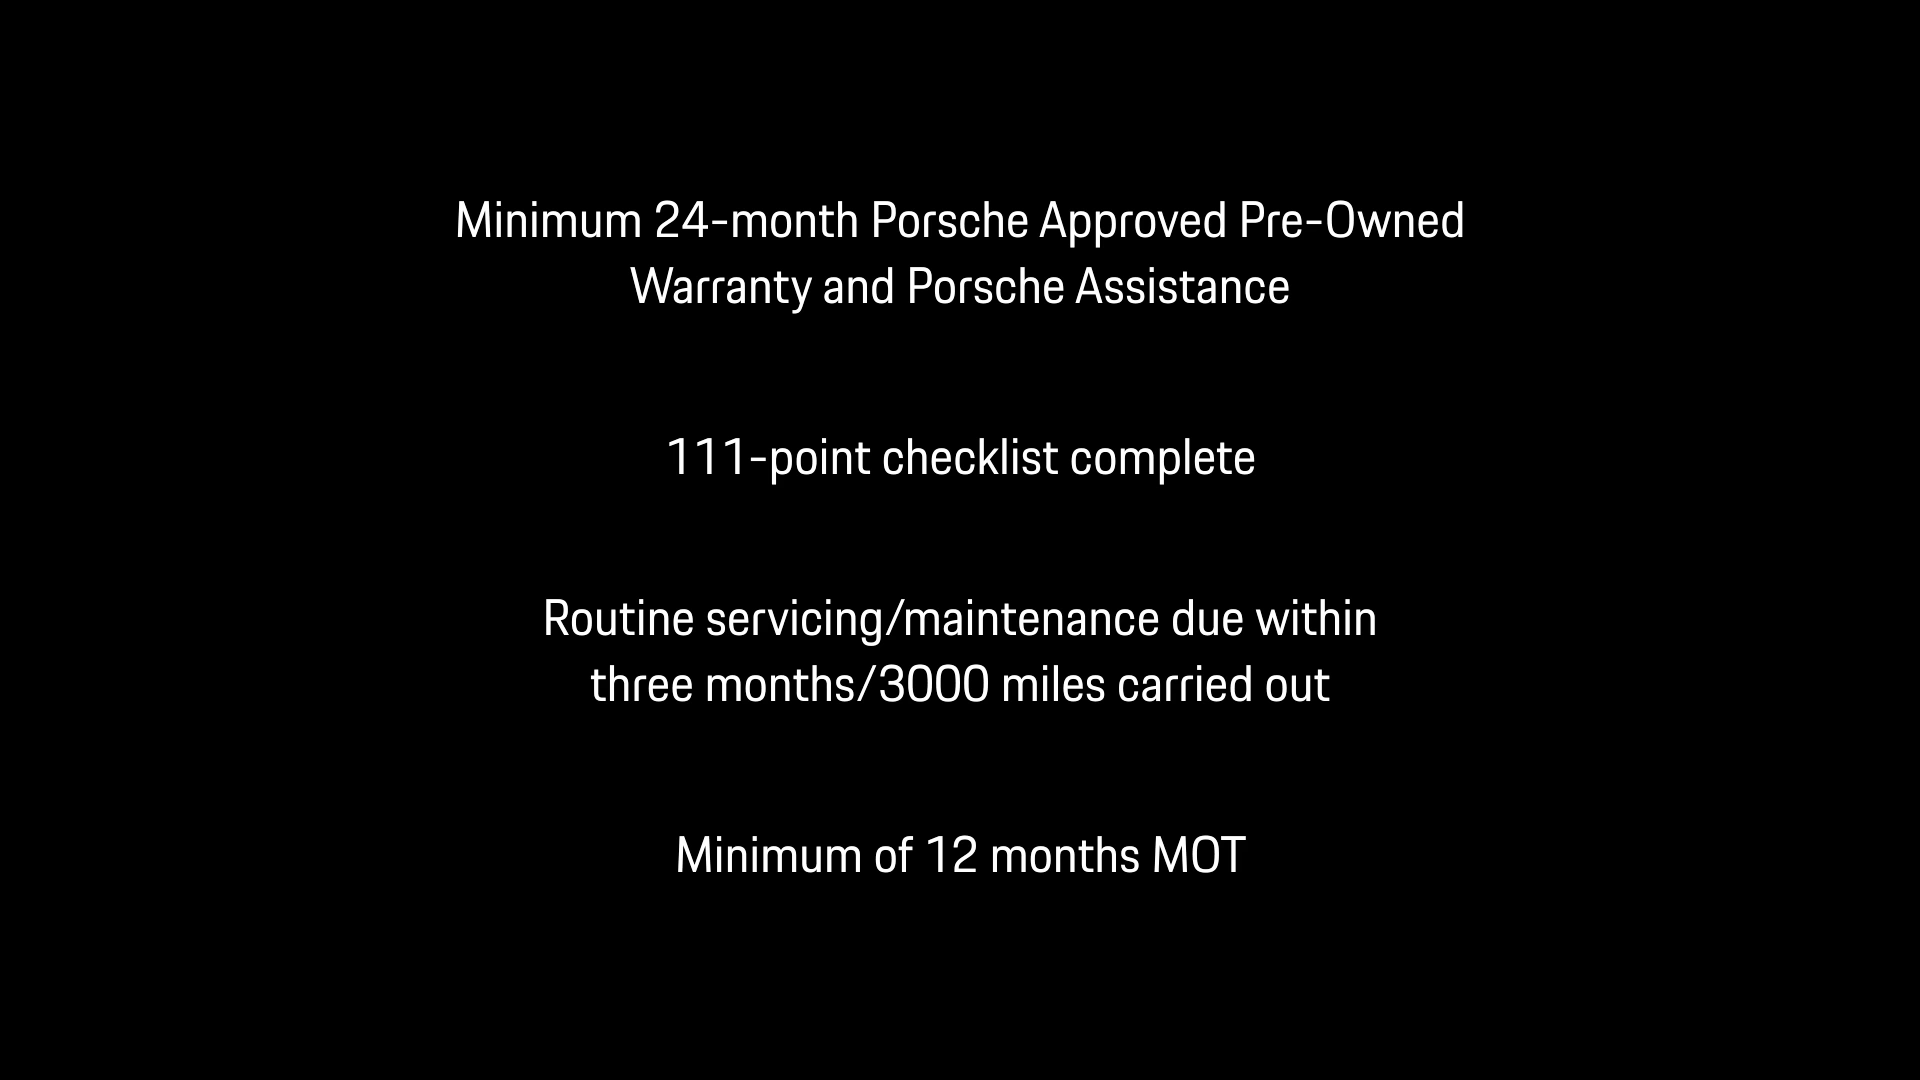 Minimum 24-month Porsche Approved Pre-Owned
Warranty and Porsche Assistance
111-point checklist complete
Routine servicing/maintenance due within
three months/3000 miles carried out
Minimum of 12 months MOT